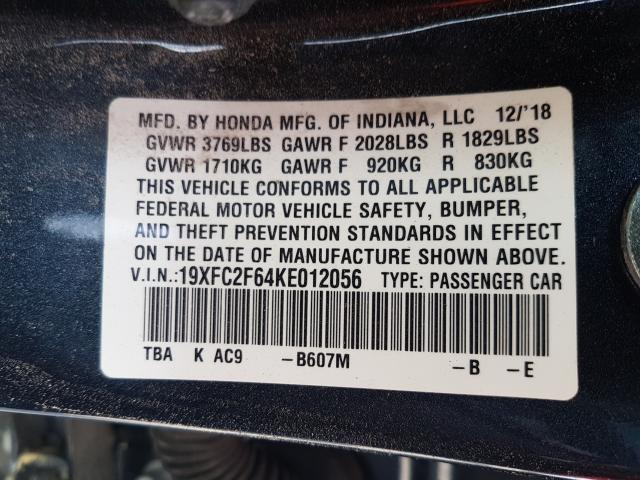 MFD. BY HONDA MFG. OF INDIANA, LLC 12/'18
GVWR 3769LBS GAWR F 2028LBS R 1829LBS
GVWR 1710KG GAWR F 920KG R 830KG
THIS VEHICLE CONFORMS TO ALL APPLICABLE
FEDERAL MOTOR VEHICLE SAFETY, BUMPER,
AND THEFT PREVENTION STANDARDS IN EFFECT
ON THE DATE OF MANUFACTURE SHOWN ABOVE.
V.I.N.:19XFC2F64KE012056 TYPE: PASSENGER CAR
TBA K AC9 -B607M -B -E